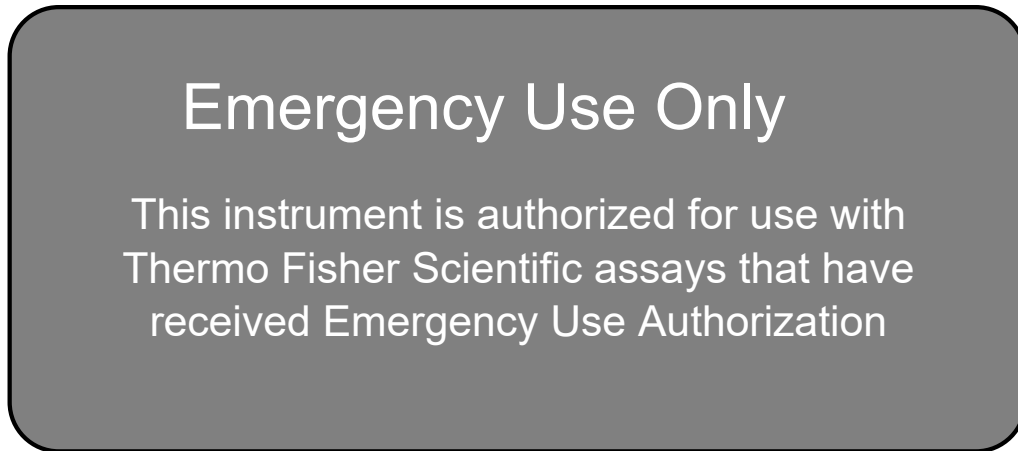 Emergency Use Only
This instrument is authorized for use with
Thermo Fisher Scientific assays that have
received Emergency Use Authorization